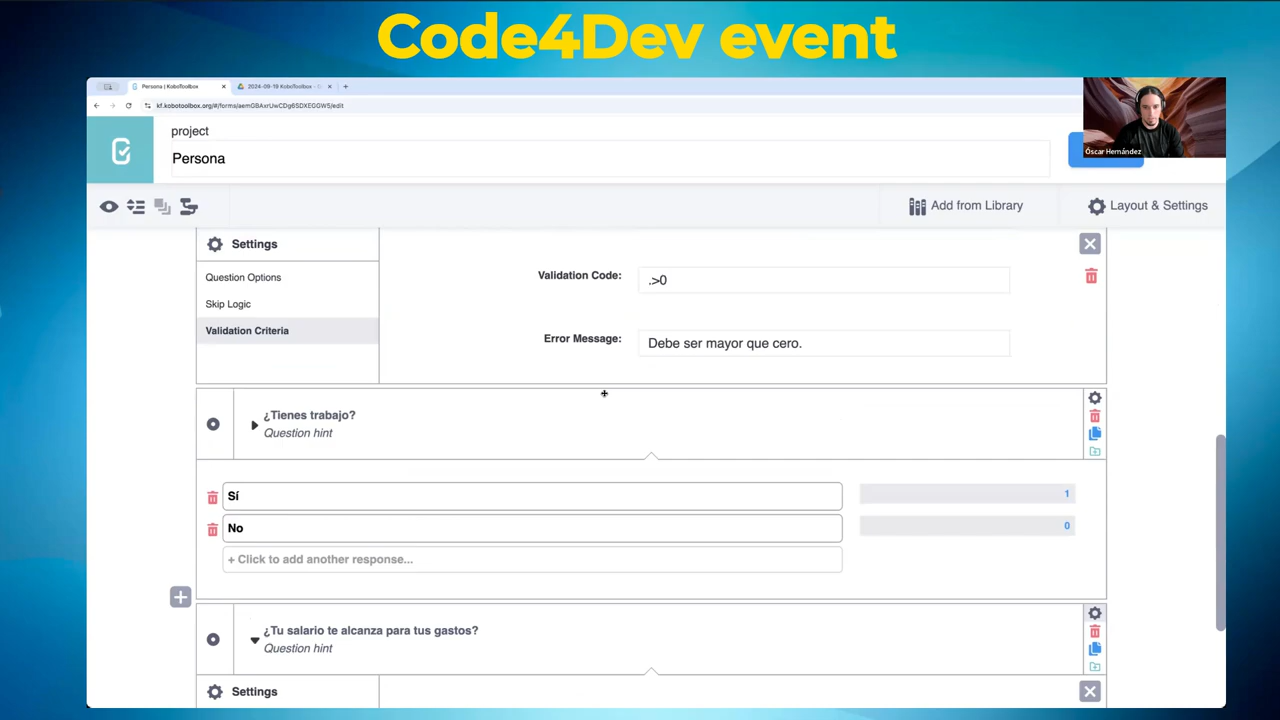 Code4Dev event
Persona | KoboToolbox
2024-09-19 KoboToolbox - G
kf.kobotoolbox.org/#/forms/aemGBAxrUwCDg6SDXEGGW5/edit
Óscar Hernández
project
Persona
Add from Library
Layout & Settings
Settings
Question Options
Skip Logic
Validation Criteria
Validation Code:
.>0
Error Message:
Debe ser mayor que cero.
¿Tienes trabajo?
Question hint
Sí
1
No
0
+ Click to add another response...
¿Tu salario te alcanza para tus gastos?
Question hint
Settings